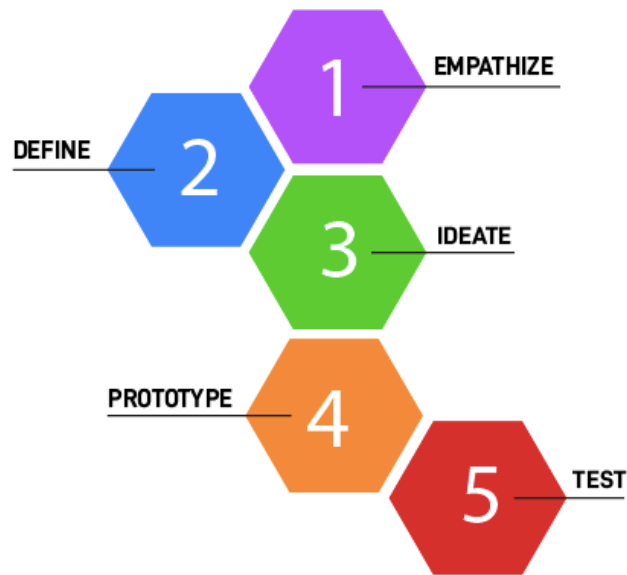 1
EMPATHIZE
DEFINE
2
3
IDEATE
PROTOTYPE
4
5
TEST